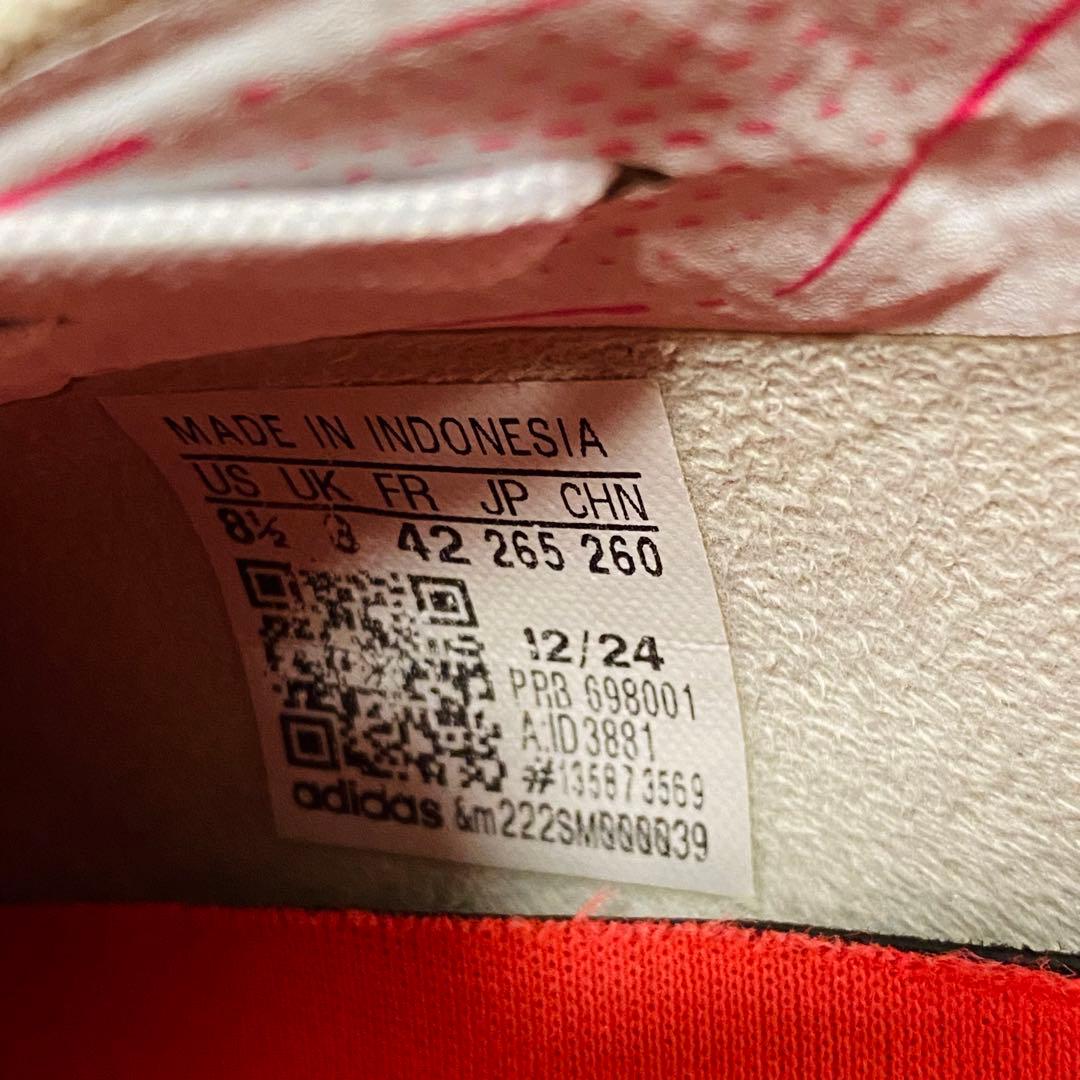 MADE IN INDONESIA
US UK FR JP CHN
8½ 8 42 265 260
12/24
PRB 698001
A:ID3881
#135873569
adidas &m222SM000039